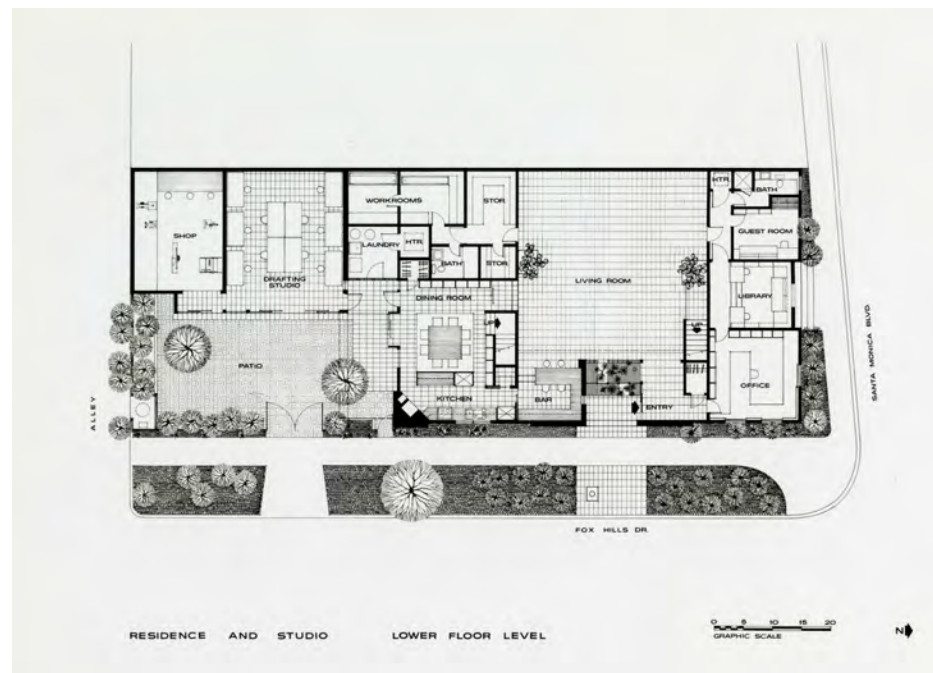 HTR.
BATH
WORKROOMS
STOR.
SHOP
GUEST ROOM
LAUNDRY
HTR.
BATH
STOR.
DRAFTING
STUDIO
LIVING ROOM
DINING ROOM
LIBRARY
UP
UP
PATIO
OFFICE
KITCHEN
BAR
ENTRY
ALLEY
SANTA MONICA BLVD.
FOX HILLS DR.
RESIDENCE AND STUDIO LOWER FLOOR LEVEL
0 5 10 15 20
GRAPHIC SCALE
N